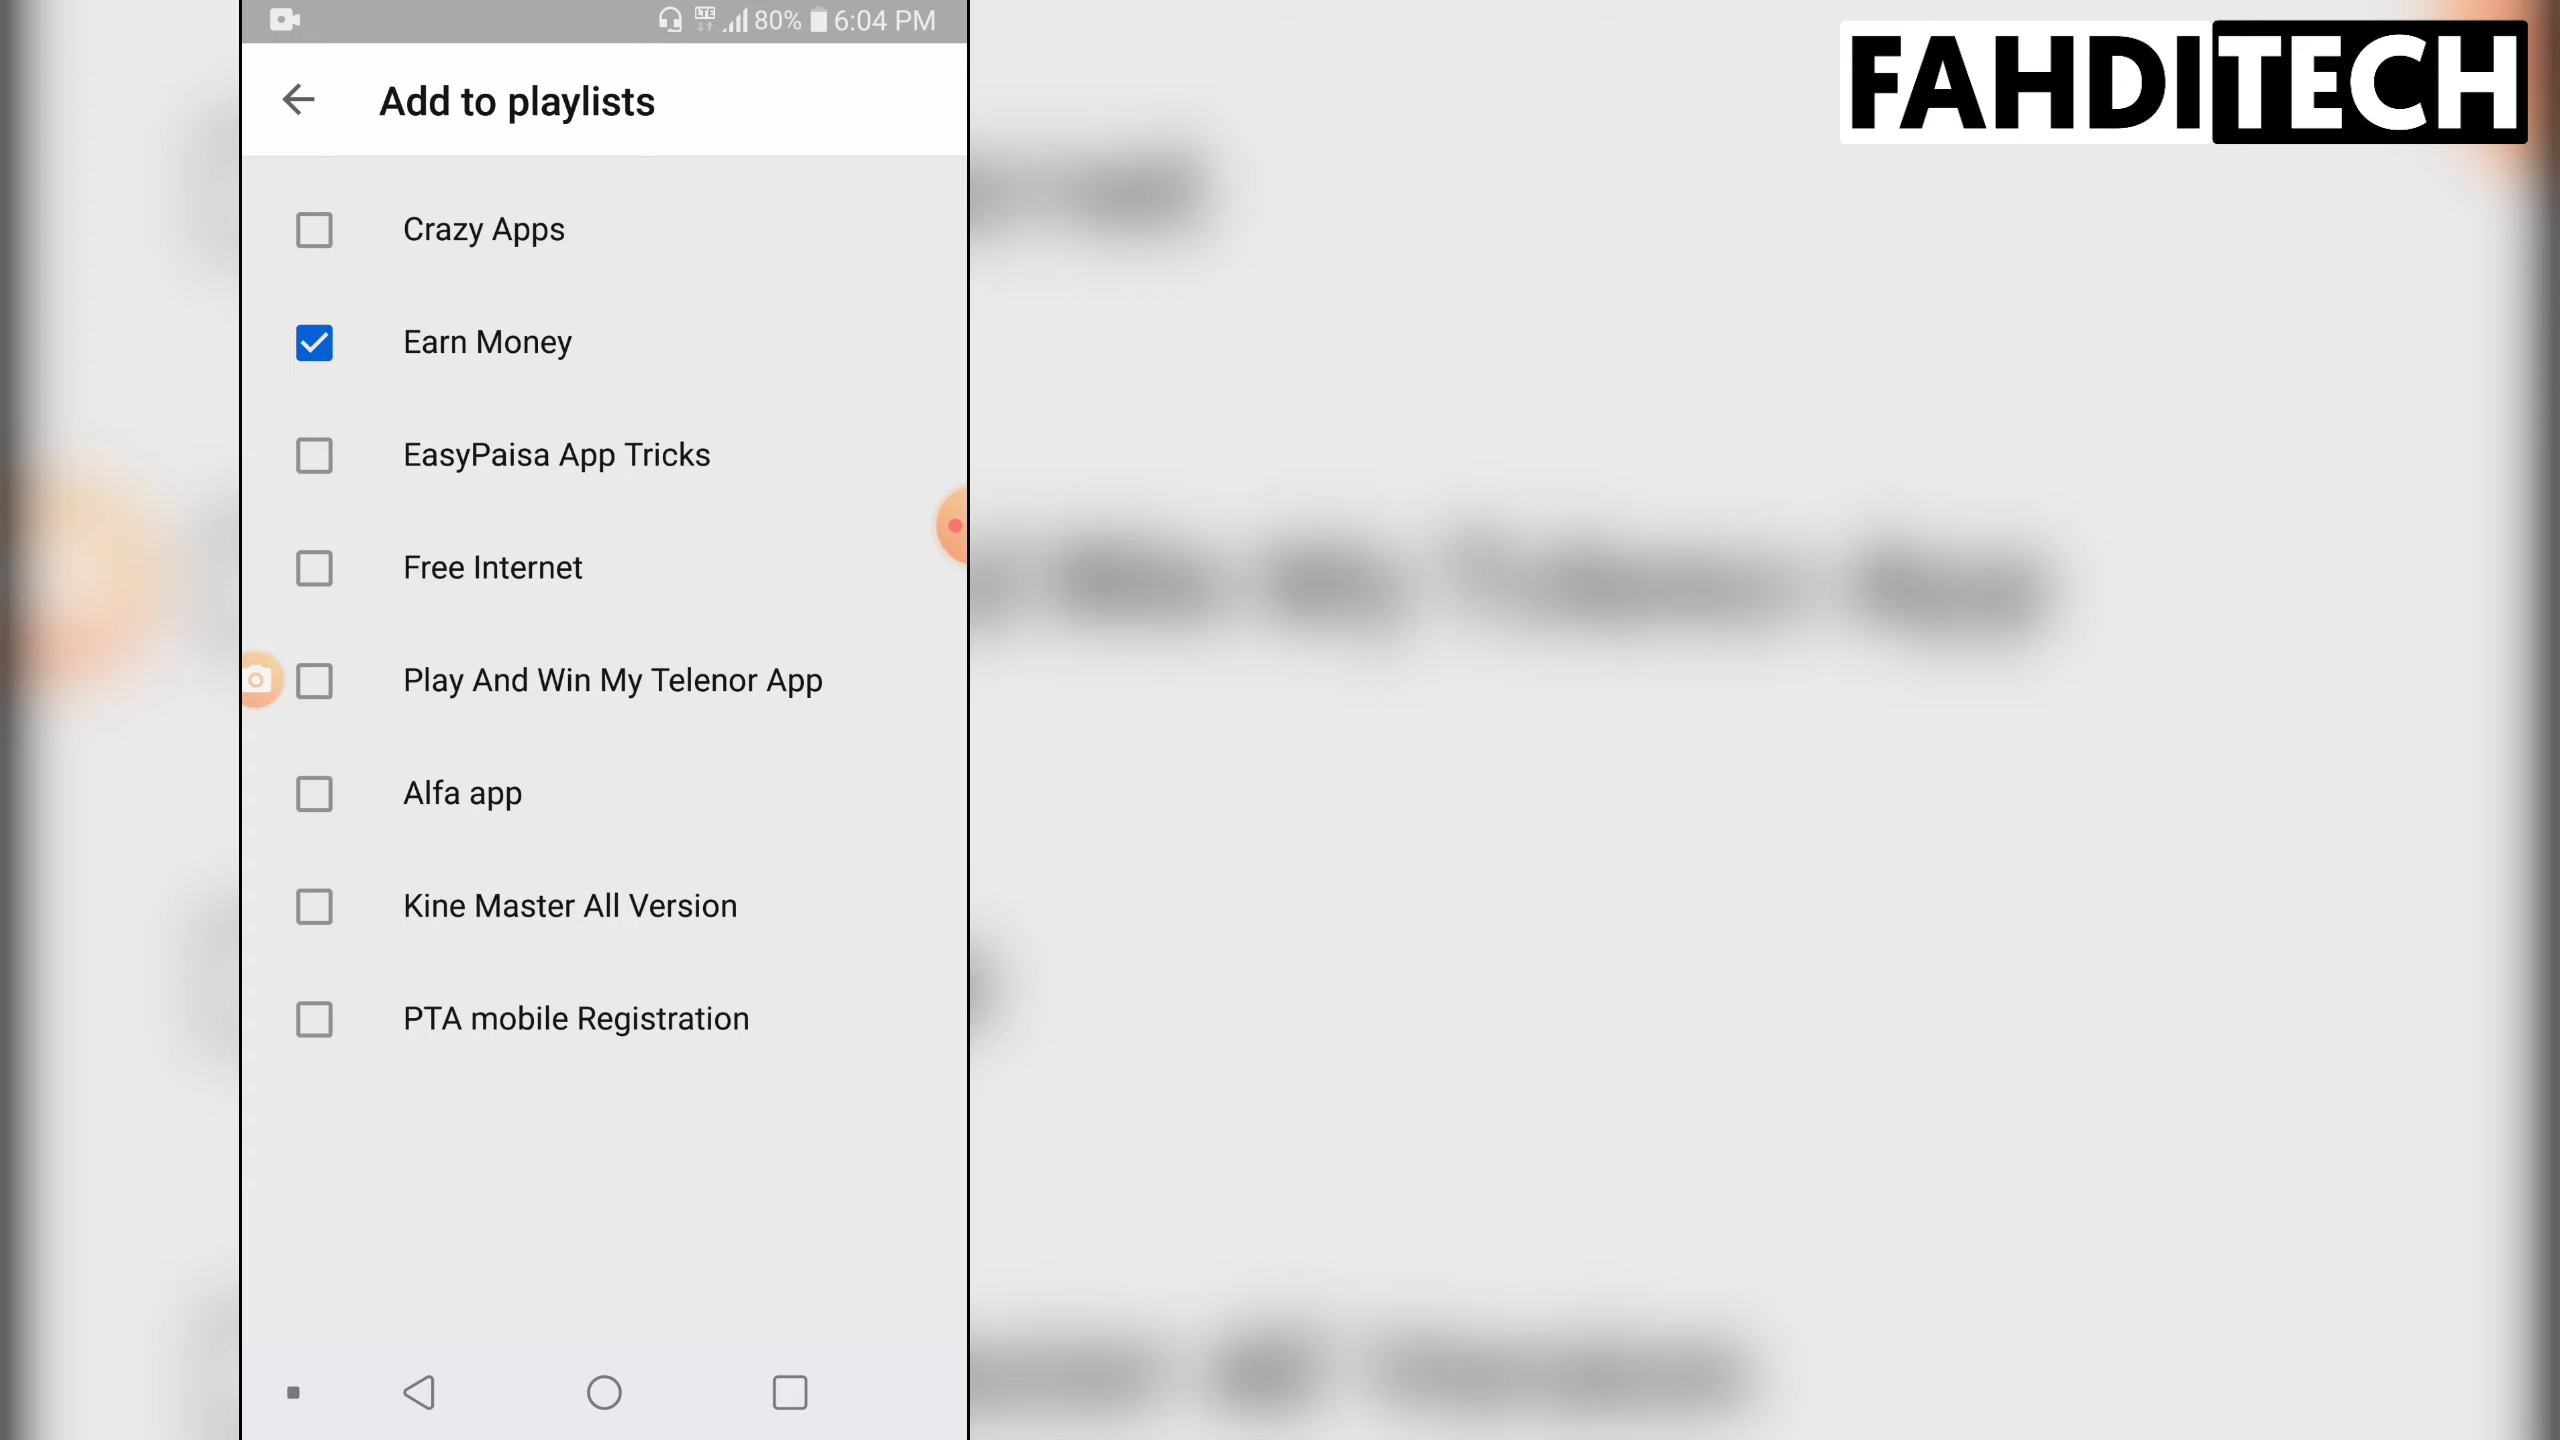 LTE 80% 6:04 PM
FAHDITECH
Add to playlists
Crazy Apps
Earn Money
EasyPaisa App Tricks
Free Internet
Play And Win My Telenor App
Alfa app
Kine Master All Version
PTA mobile Registration